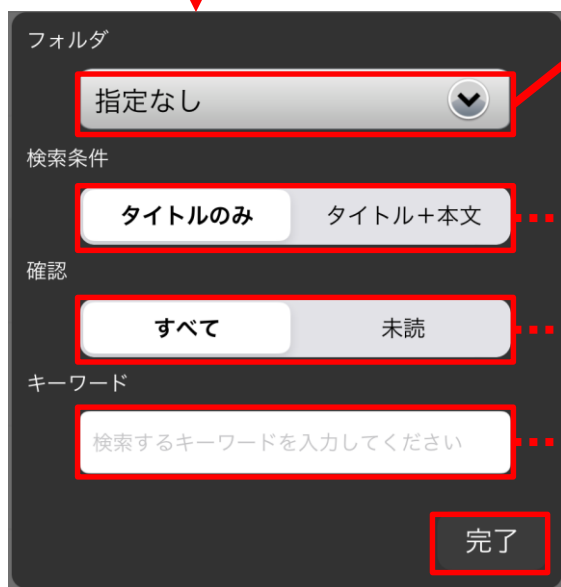 フォルダ
指定なし
検索条件
タイトルのみ タイトル+本文
確認
すべて 未読
キーワード
検索するキーワードを入力してください
完了